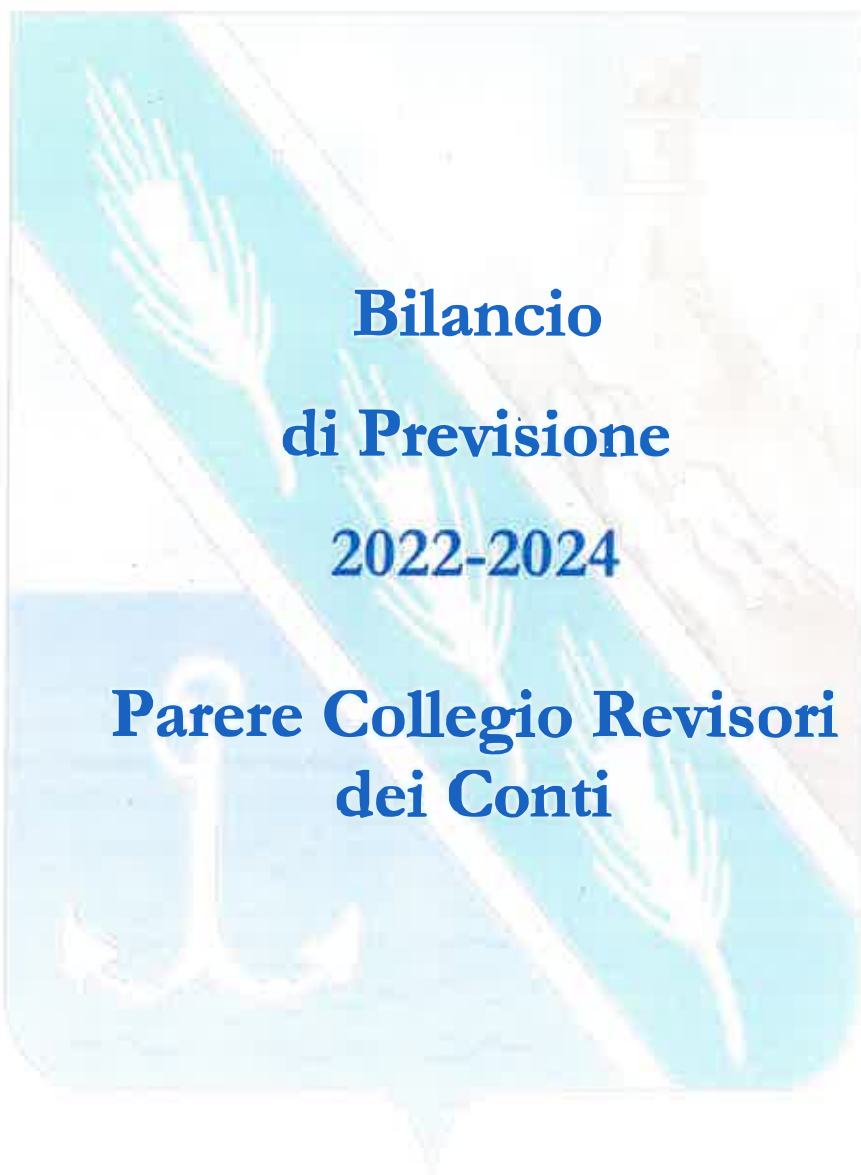 Bilancio
di Previsione
2022-2024
Parere Collegio Revisori
dei Conti